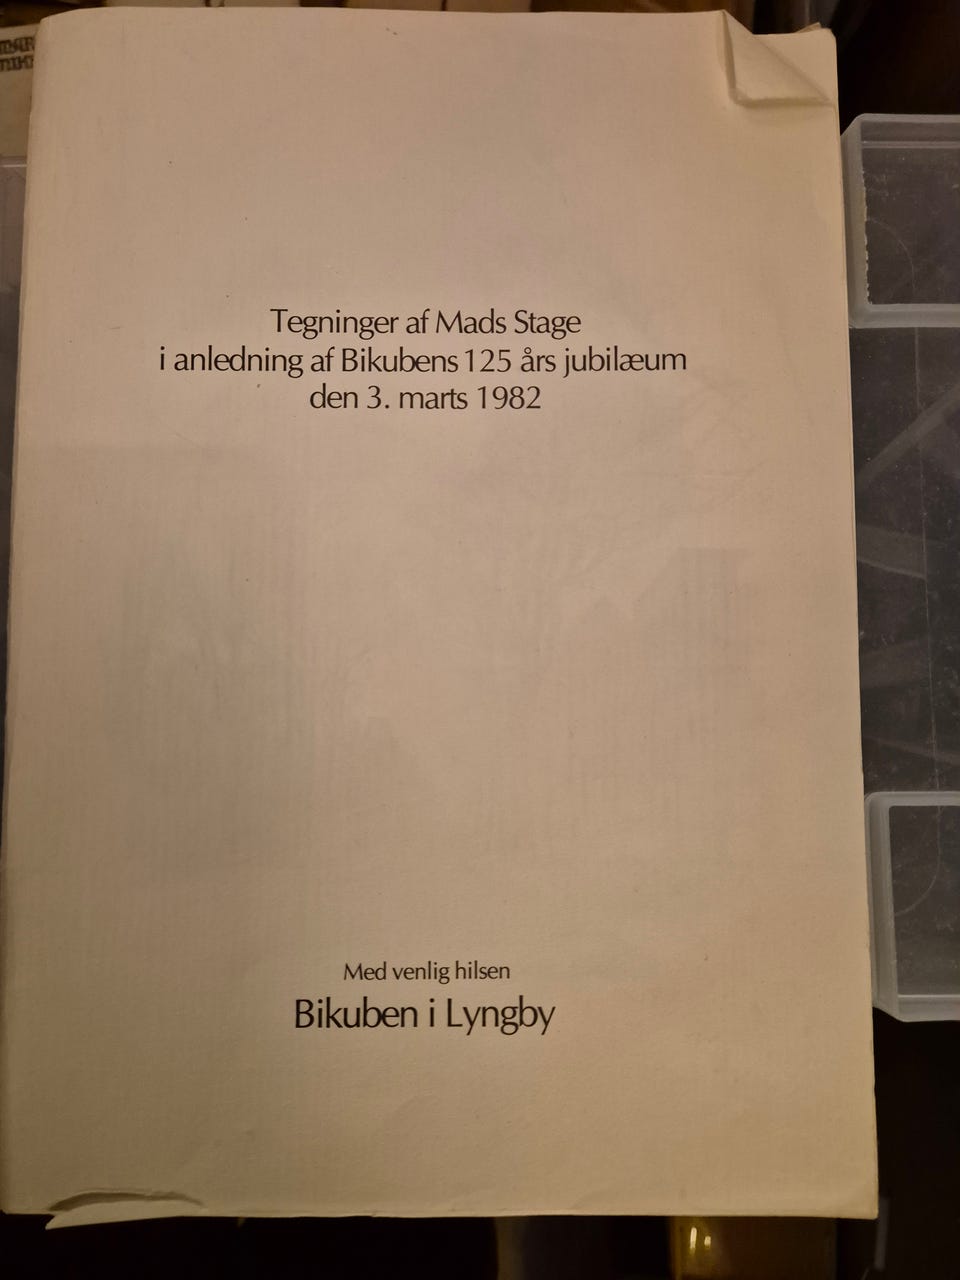 Tegninger af Mads Stage
i anledning af Bikubens 125 års jubilæum
den 3. marts 1982
Med venlig hilsen
Bikuben i Lyngby